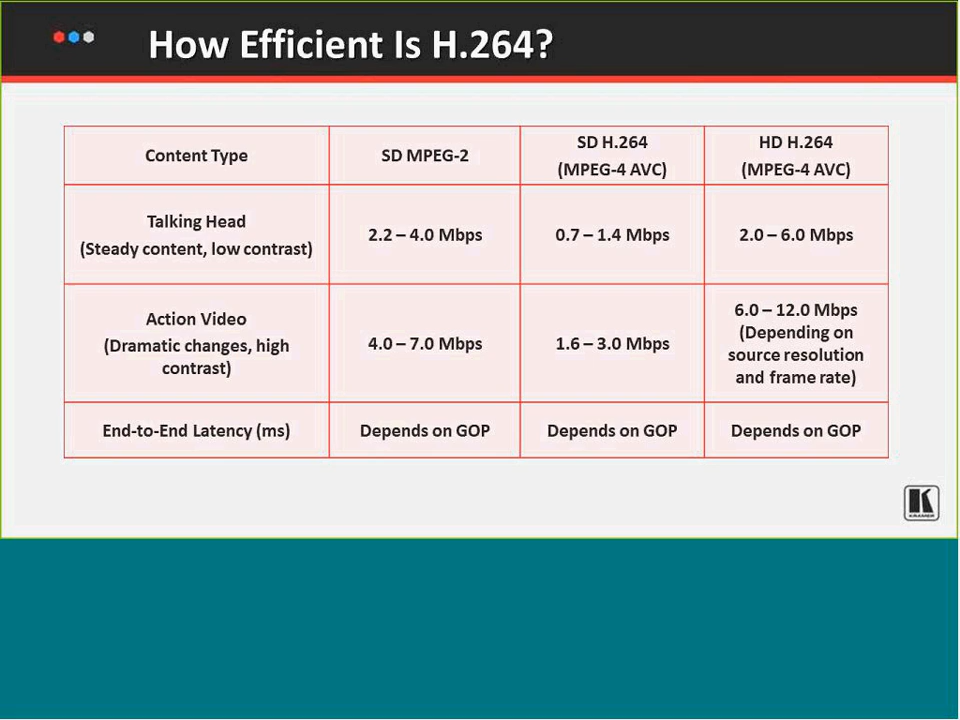 How Efficient Is H.264?
Content Type
SD MPEG-2
SD H.264
(MPEG-4 AVC)
HD H.264
(MPEG-4 AVC)
Talking Head
(Steady content, low contrast)
2.2 – 4.0 Mbps
0.7 – 1.4 Mbps
2.0 – 6.0 Mbps
Action Video
(Dramatic changes, high
contrast)
4.0 – 7.0 Mbps
1.6 – 3.0 Mbps
6.0 – 12.0 Mbps
(Depending on
source resolution
and frame rate)
End-to-End Latency (ms)
Depends on GOP
Depends on GOP
Depends on GOP
K
KRAMER